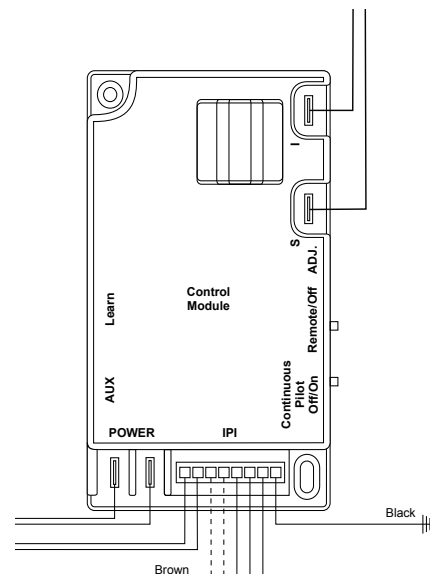 I
S
ADJ.
Remote/Off
Control
Module
Learn
AUX
Continuous
Pilot
Off/On
POWER
IPI
Black
Brown